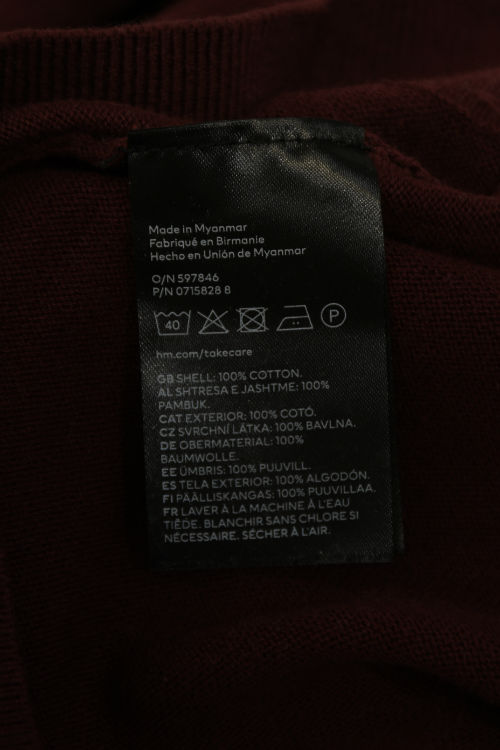 Made in Myanmar
Fabriqué en Birmanie
Hecho en Unión de Myanmar
O/N 597846
P/N 0715828 8
40 P
hm.com/takecare
GB SHELL: 100% COTTON.
AL SHTRESA E JASHTME: 100%
PAMBUK.
CAT EXTERIOR: 100% COTÓ.
CZ SVRCHNÍ LÁTKA: 100% BAVLNA.
DE OBERMATERIAL: 100%
BAUMWOLLE.
EE ÜMBRIS: 100% PUUVILL.
ES TELA EXTERIOR: 100% ALGODÓN.
FI PÄÄLLISKANGAS: 100% PUUVILLAA.
FR LAVER À LA MACHINE À L'EAU
TIÈDE. BLANCHIR SANS CHLORE SI
NÉCESSAIRE. SÉCHER À L'AIR.